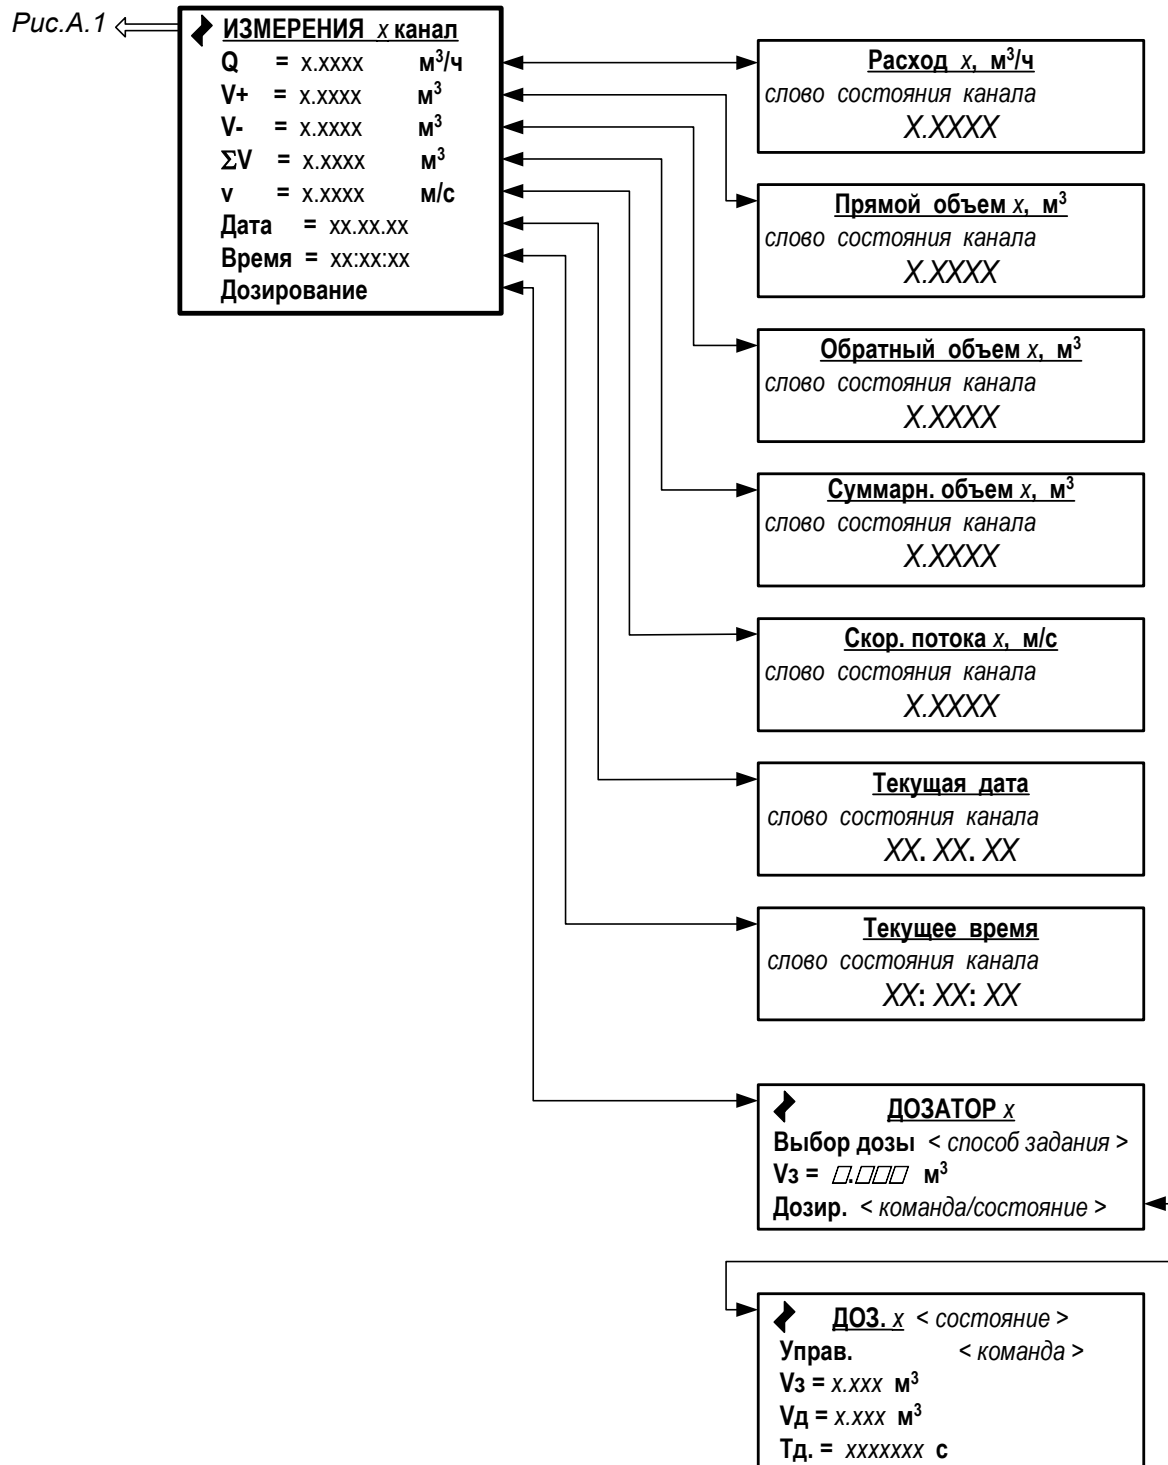 Рис.А.1
ИЗМЕРЕНИЯ x канал
Q = x.xxxx м³/ч
V+ = x.xxxx м³
V- = x.xxxx м³
ΣV = x.xxxx м³
v = x.xxxx м/с
Дата = xx.xx.xx
Время = xx:xx:xx
Дозирование
Расход x, м³/ч
слово состояния канала
X.XXXX
Прямой объем x, м³
слово состояния канала
X.XXXX
Обратный объем x, м³
слово состояния канала
X.XXXX
Суммарн. объем x, м³
слово состояния канала
X.XXXX
Скор. потока x, м/с
слово состояния канала
X.XXXX
Текущая дата
слово состояния канала
XX. XX. XX
Текущее время
слово состояния канала
XX: XX: XX
ДОЗАТОР x
Выбор дозы < способ задания >
Vз = □.□□□ м³
Дозир. < команда/состояние >
ДОЗ. x < состояние >
Управ. < команда >
Vз = x.xxx м³
Vд = x.xxx м³
Тд. = xxxxxxx с